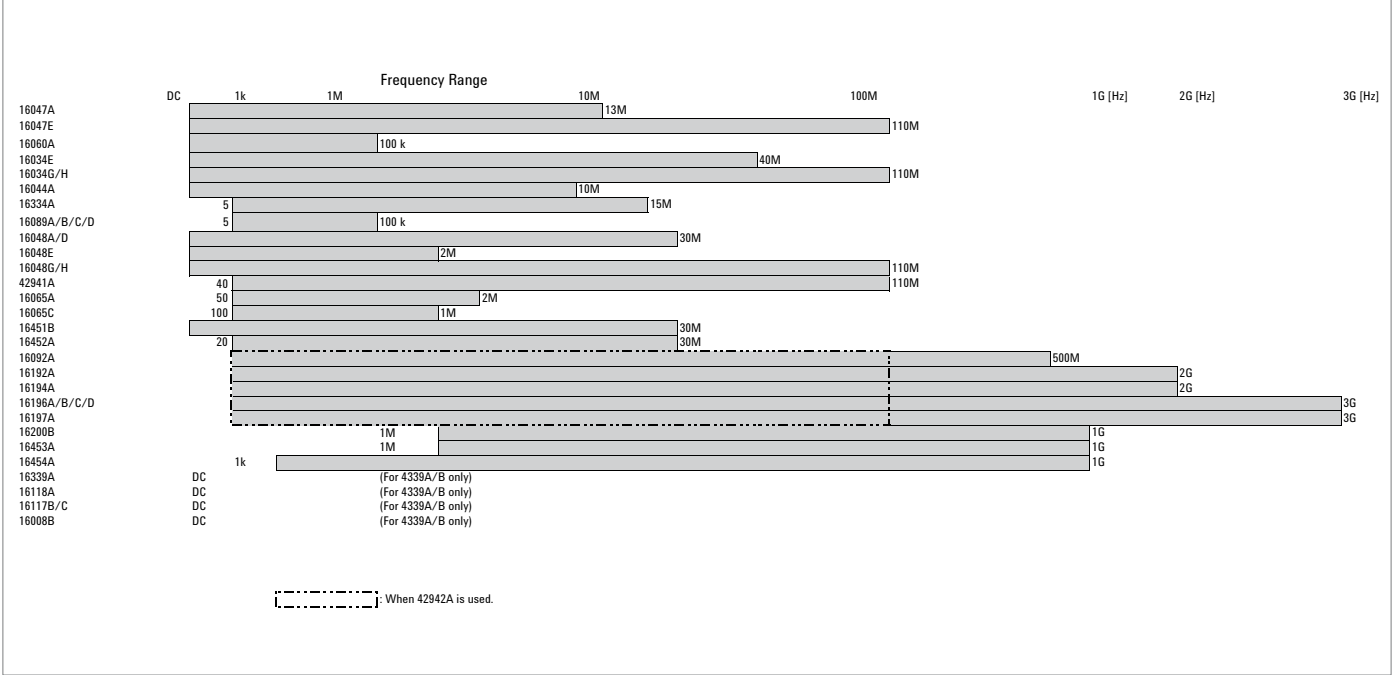 Frequency Range
DC 1k 1M 10M 100M 1G [Hz] 2G [Hz] 3G [Hz]
16047A 13M
16047E 110M
16060A 100 k
16034E 40M
16034G/H 110M
16044A 10M
16334A 5 15M
16089A/B/C/D 5 100 k
16048A/D 30M
16048E 2M
16048G/H 110M
42941A 40 110M
16065A 50 2M
16065C 100 1M
16451B 30M
16452A 20 30M
16092A 500M
16192A 2G
16194A 2G
16196A/B/C/D 3G
16197A 3G
16200B 1M 1G
16453A 1M 1G
16454A 1k 1G
16339A DC (For 4339A/B only)
16118A DC (For 4339A/B only)
16117B/C DC (For 4339A/B only)
16008B DC (For 4339A/B only)
: When 42942A is used.